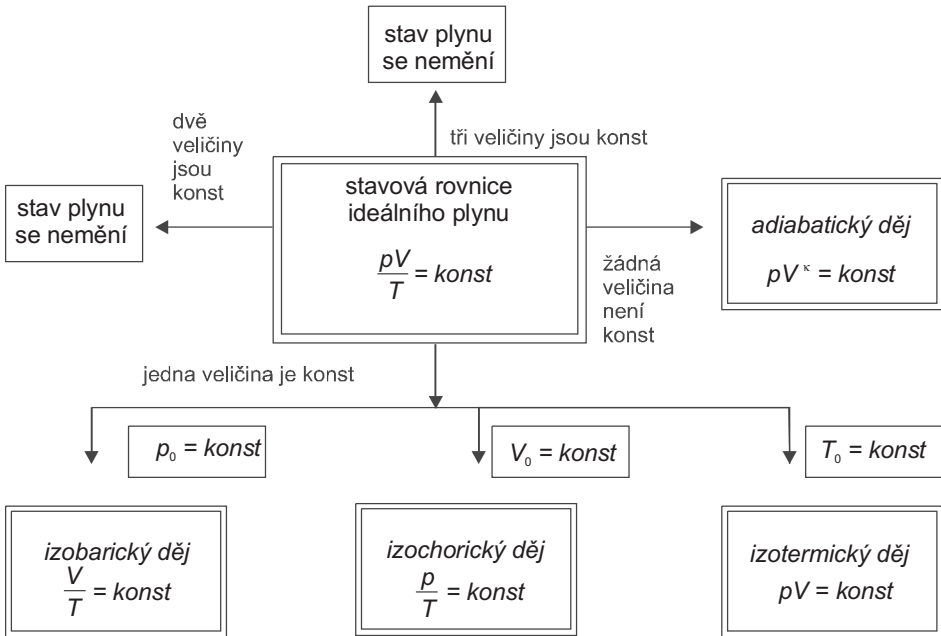 stav plynu
se nemění
dvě
veličiny
jsou
konst
tři veličiny jsou konst
stav plynu
se nemění
stavová rovnice
ideálního plynu
pV/T = konst
adiabatický děj
pV^κ = konst
žádná
veličina
není
konst
jedna veličina je konst
p₀ = konst
V₀ = konst
T₀ = konst
izobarický děj
V/T = konst
izochorický děj
p/T = konst
izotermický děj
pV = konst